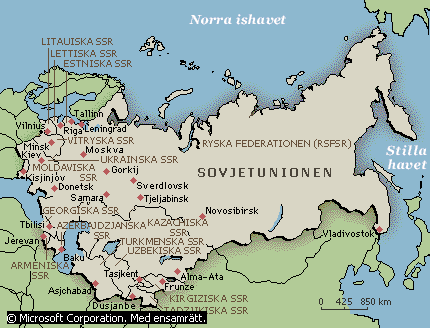 Norra ishavet
LITAUISKA SSR
LETTISKA SSR
ESTNISKA SSR
Tallinn
Vilnius
Riga
Leningrad
Minsk
VITRYSKA SSR
Moskva
RYSKA FEDERATIONEN (RSFSR)
Stilla
havet
Kiev
UKRAINSKA SSR
MOLDAVISKA
SSR
Gorkij
SOVJETUNIONEN
Kisjinjov
Sverdlovsk
Donetsk
Samara
Tjeljabinsk
GEORGISKA SSR
Novosibirsk
KAZACHISKA
SSR
Tbilisi
AZERBAJDZJANSKA
SSR
Vladivostok
Jerevan
TURKMENSKA SSR
UZBEKISKA SSR
Baku
ARMENISKA
SSR
Tasjkent
Alma-Ata
Asjchabad
Frunze
Dusjanbe
KIRGIZISKA SSR
TADZJIKISKA SSR
0 425 850 km
© Microsoft Corporation. Med ensamrätt.